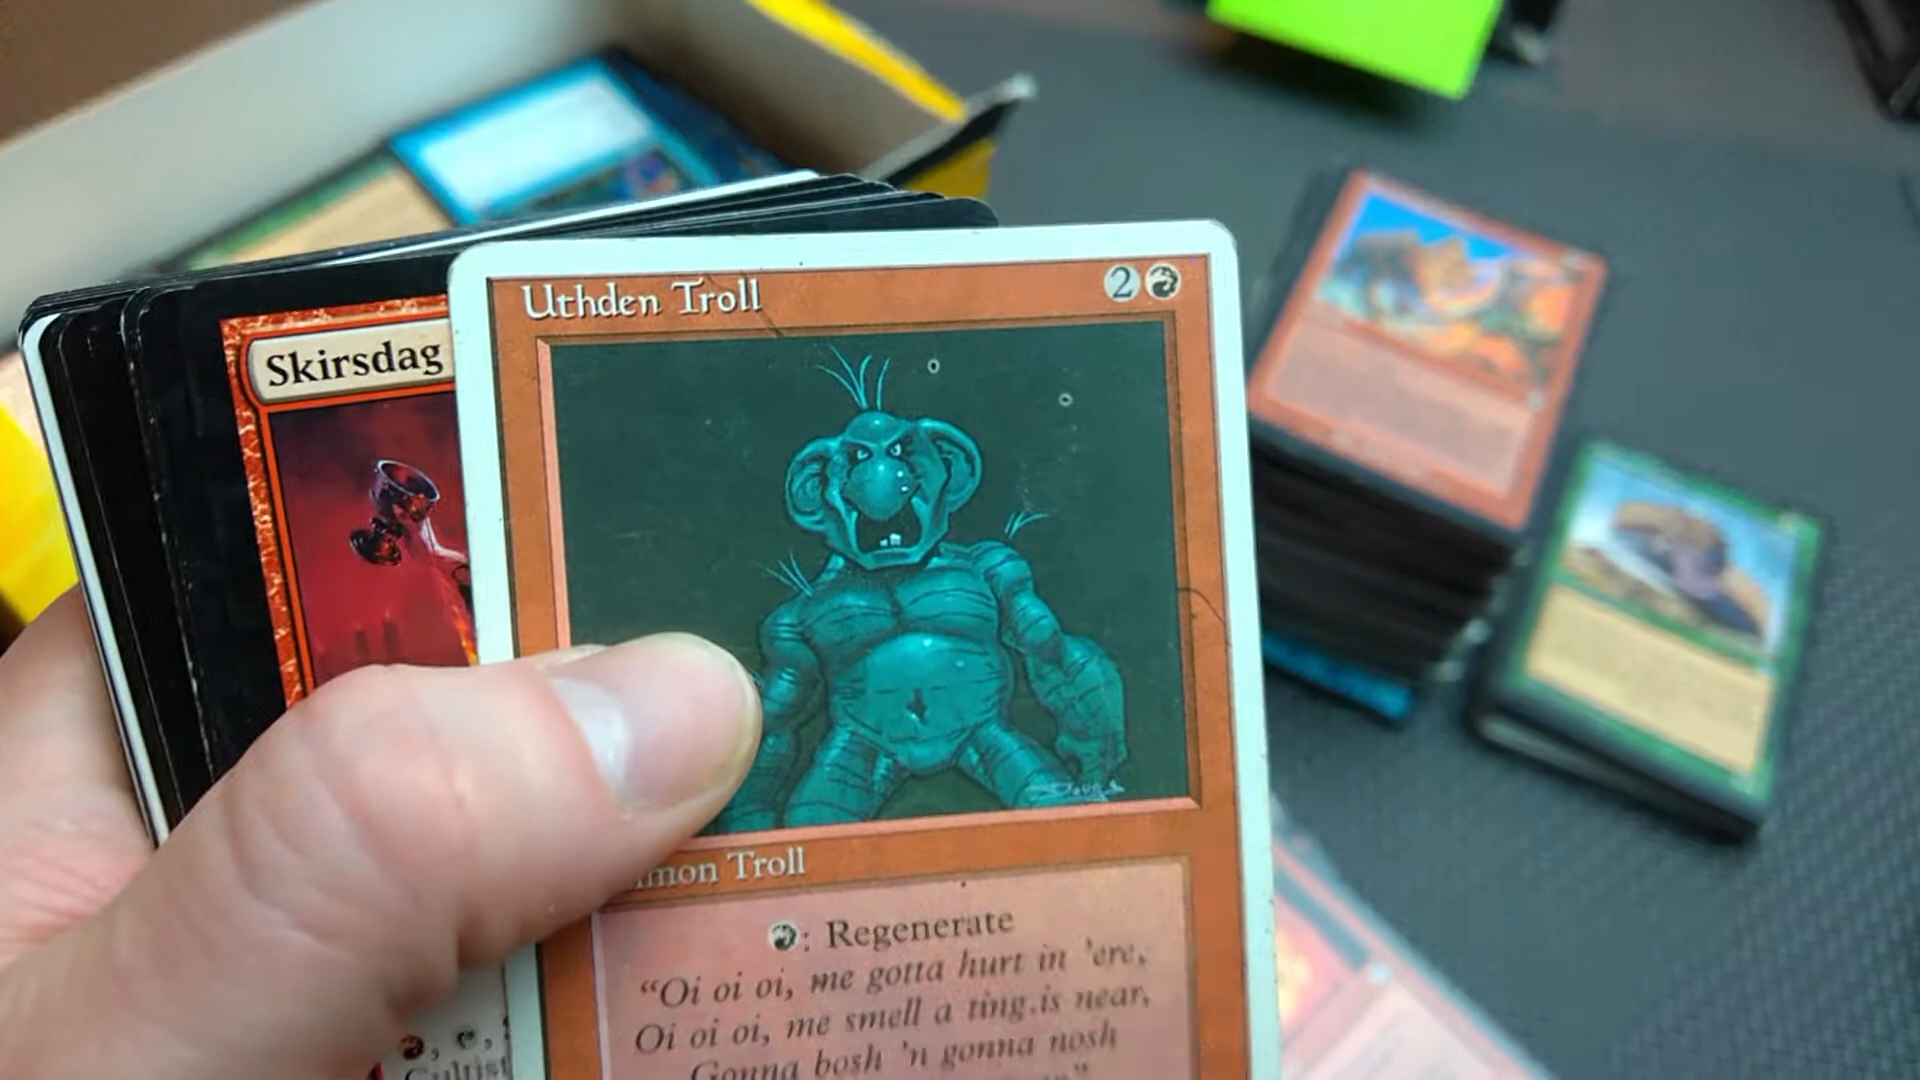 Uthden Troll
2
Skirsdag
mmon Troll
: Regenerate
“Oi oi oi, me gotta hurt in 'ere,
Oi oi oi, me smell a ting is near,
Gonna bosh 'n gonna nosh
Cultist